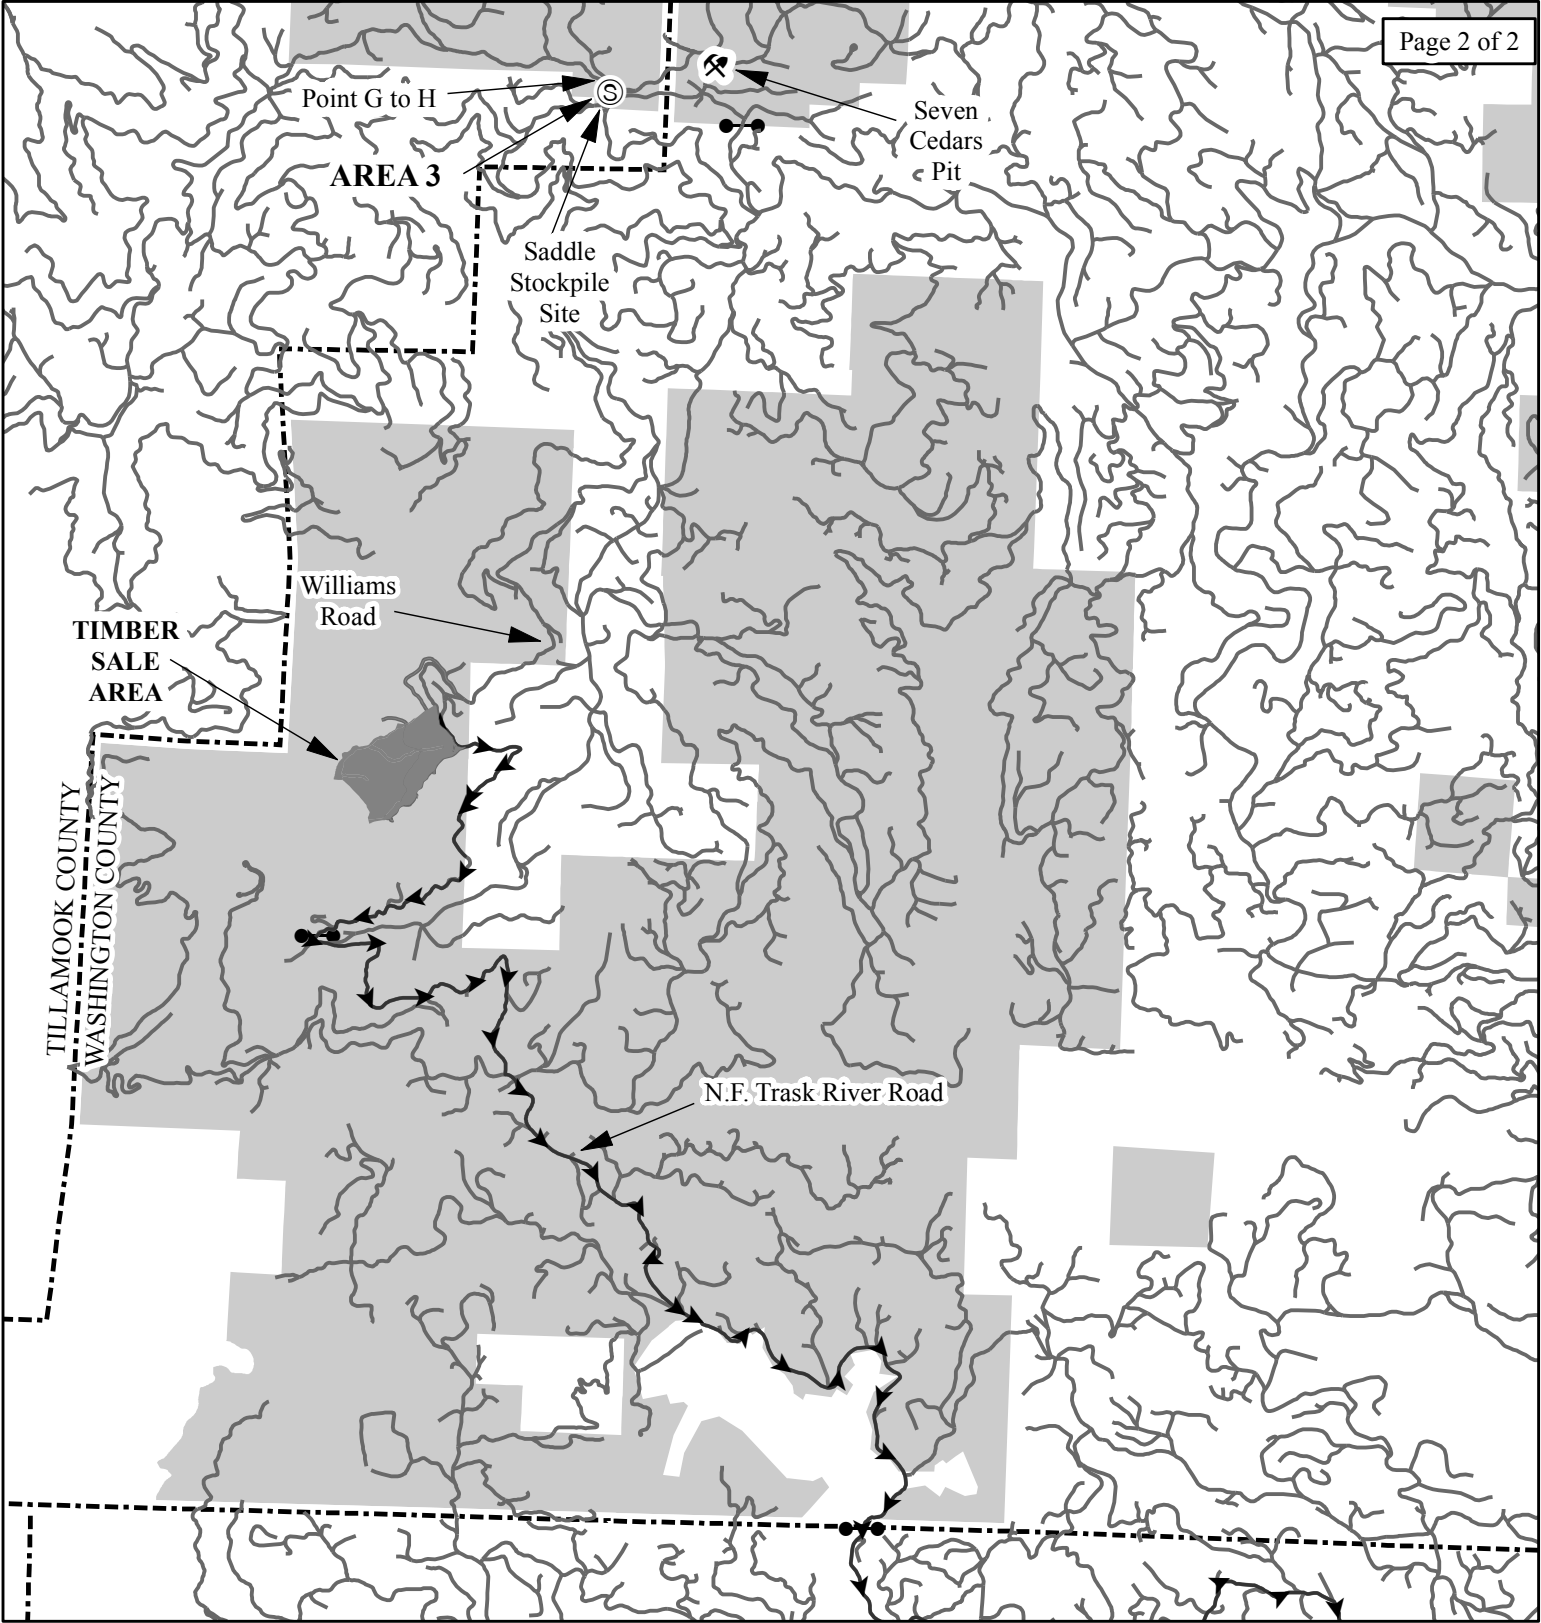 Page 2 of 2
Point G to H
Ⓢ
AREA 3
Seven
Cedars
Pit
Saddle
Stockpile
Site
Williams
Road
TIMBER
SALE
AREA
TILLAMOOK COUNTY
WASHINGTON COUNTY
N.F. Trask River Road